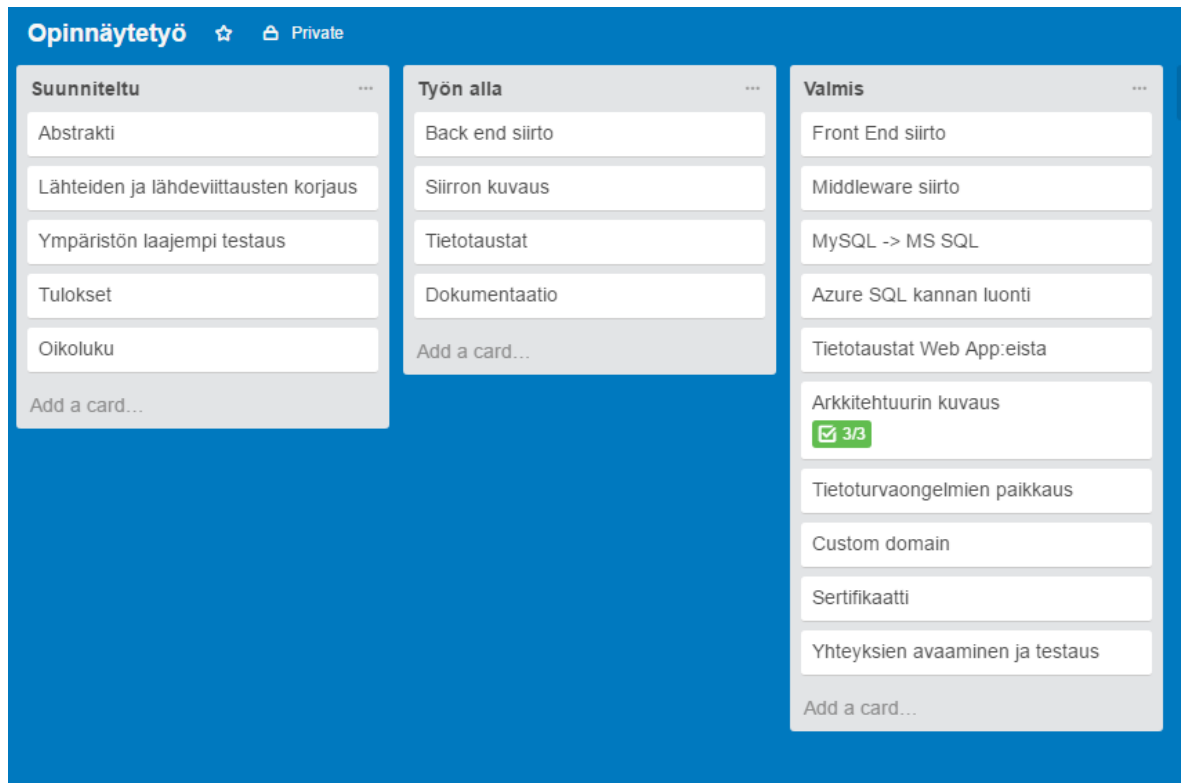 Opinnäytetyö
Private
Suunniteltu
Abstrakti
Lähteiden ja lähdeviittausten korjaus
Ympäristön laajempi testaus
Tulokset
Oikoluku
Add a card...
Työn alla
Back end siirto
Siirron kuvaus
Tietotaustat
Dokumentaatio
Add a card...
Valmis
Front End siirto
Middleware siirto
MySQL -> MS SQL
Azure SQL kannan luonti
Tietotaustat Web App:eista
Arkkitehtuurin kuvaus
3/3
Tietoturvaongelmien paikkaus
Custom domain
Sertifikaatti
Yhteyksien avaaminen ja testaus
Add a card...